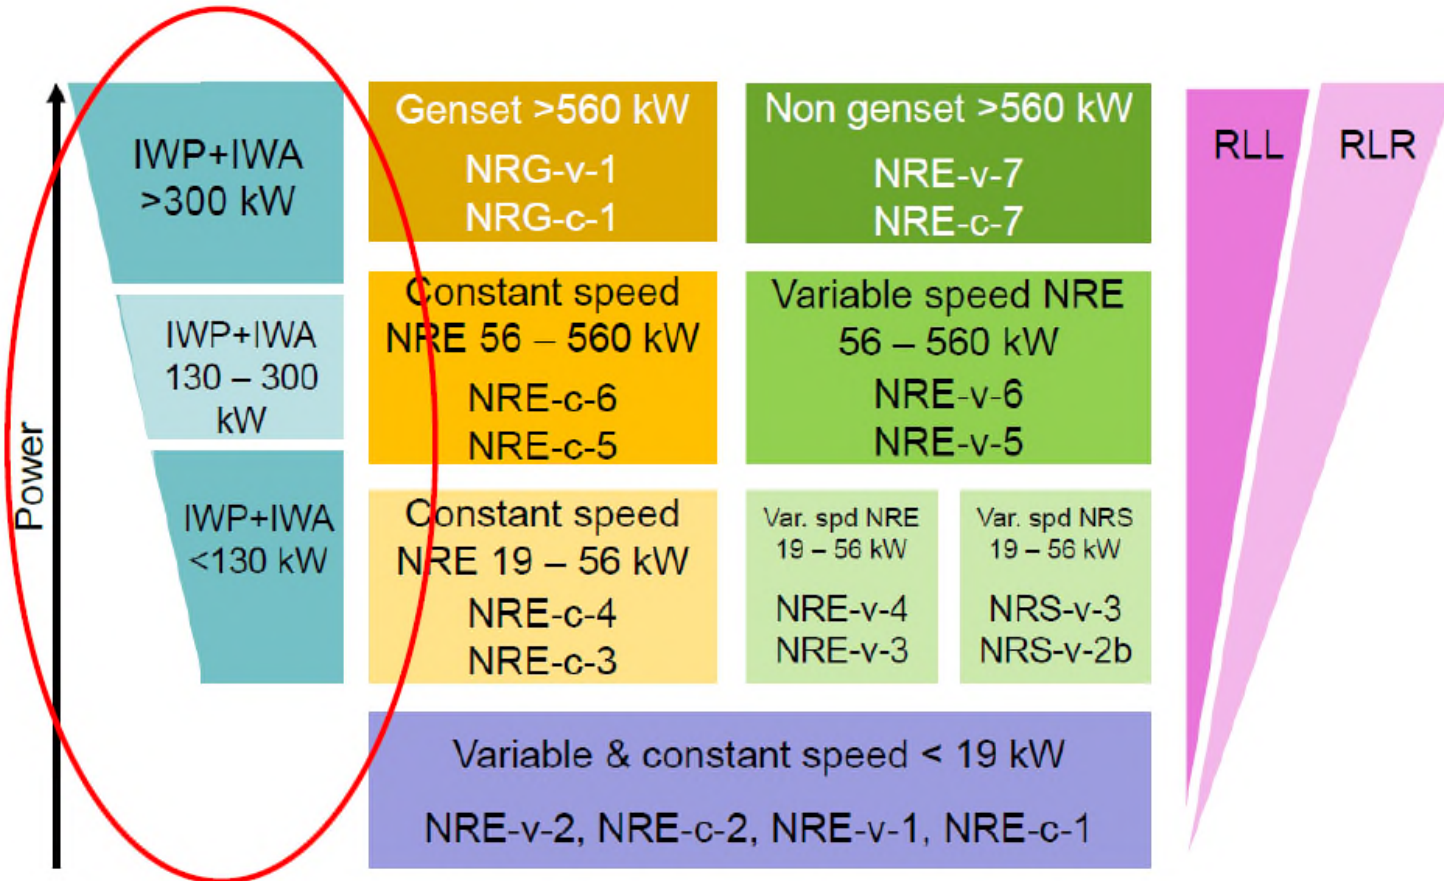 Power
IWP+IWA
>300 kW
IWP+IWA
130 – 300
kW
IWP+IWA
<130 kW
Genset >560 kW
NRG-v-1
NRG-c-1
Non genset >560 kW
NRE-v-7
NRE-c-7
Constant speed
NRE 56 – 560 kW
NRE-c-6
NRE-c-5
Variable speed NRE
56 – 560 kW
NRE-v-6
NRE-v-5
Constant speed
NRE 19 – 56 kW
NRE-c-4
NRE-c-3
Var. spd NRE
19 – 56 kW
NRE-v-4
NRE-v-3
Var. spd NRS
19 – 56 kW
NRS-v-3
NRS-v-2b
Variable & constant speed < 19 kW
NRE-v-2, NRE-c-2, NRE-v-1, NRE-c-1
RLL
RLR